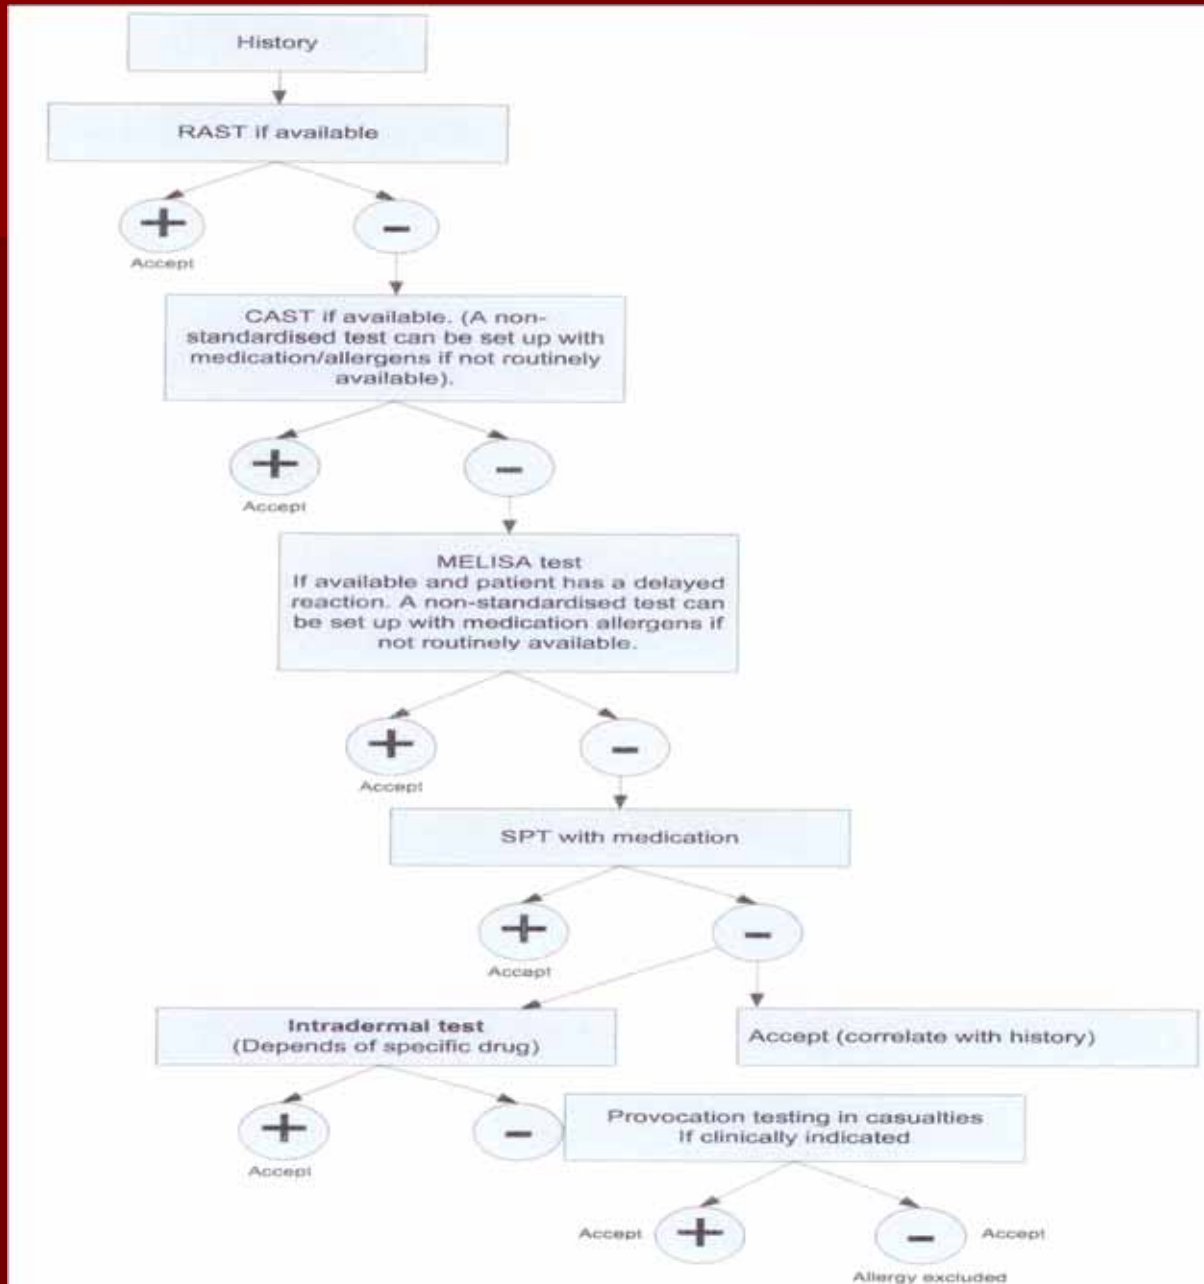 History
RAST if available
+
-
Accept
CAST if available. (A non-
standardised test can be set up with
medication/allergens if not routinely
available).
+
-
Accept
MELISA test
If available and patient has a delayed
reaction. A non-standardised test can
be set up with medication allergens if
not routinely available.
+
-
Accept
SPT with medication
+
-
Accept
Intradermal test
(Depends of specific drug)
Accept (correlate with history)
+
-
Accept
Provocation testing in casualties
If clinically indicated
Accept
+
-
Accept
Allergy excluded